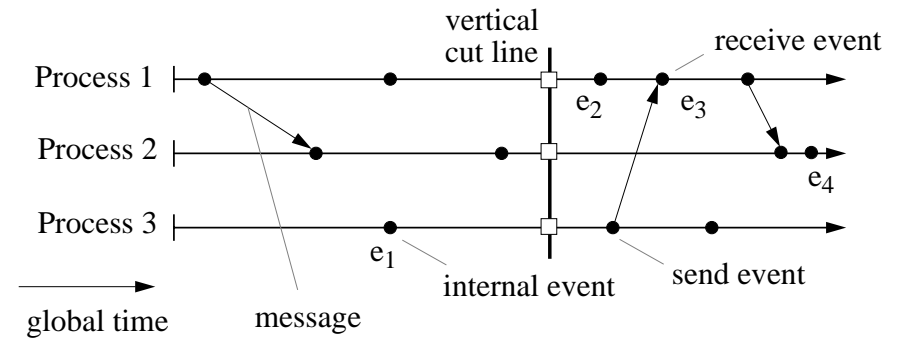 vertical
cut line
receive event
Process 1
e2
e3
Process 2
e4
Process 3
e1
internal event
send event
global time
message